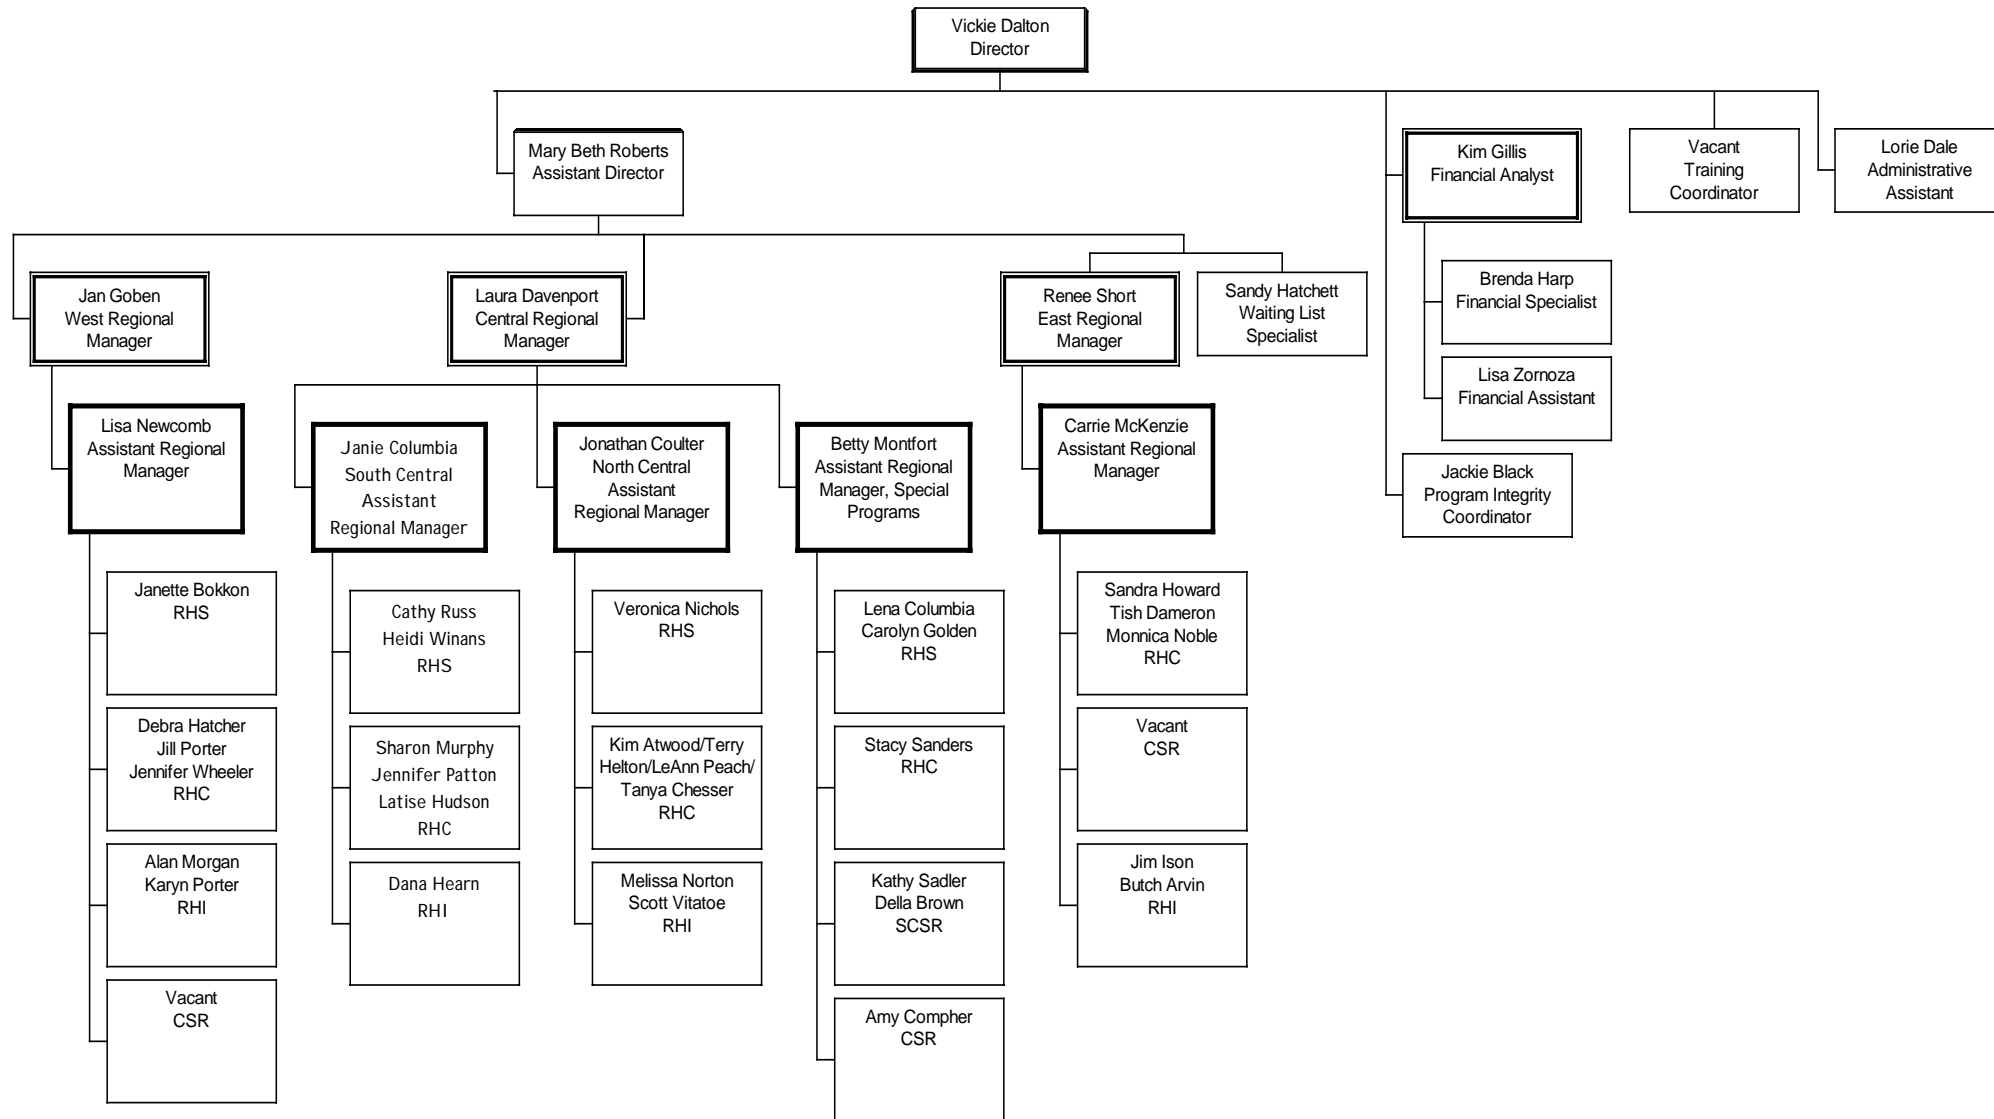 Vickie Dalton
Director
Mary Beth Roberts
Assistant Director
Kim Gillis
Financial Analyst
Vacant
Training
Coordinator
Lorie Dale
Administrative
Assistant
Jan Goben
West Regional
Manager
Laura Davenport
Central Regional
Manager
Renee Short
East Regional
Manager
Sandy Hatchett
Waiting List
Specialist
Brenda Harp
Financial Specialist
Lisa Zornoza
Financial Assistant
Jackie Black
Program Integrity
Coordinator
Lisa Newcomb
Assistant Regional
Manager
Janie Columbia
South Central
Assistant
Regional Manager
Jonathan Coulter
North Central
Assistant
Regional Manager
Betty Montfort
Assistant Regional
Manager, Special
Programs
Carrie McKenzie
Assistant Regional
Manager
Janette Bokkon
RHS
Debra Hatcher
Jill Porter
Jennifer Wheeler
RHC
Alan Morgan
Karyn Porter
RHI
Vacant
CSR
Cathy Russ
Heidi Winans
RHS
Sharon Murphy
Jennifer Patton
Latise Hudson
RHC
Dana Hearn
RHI
Veronica Nichols
RHS
Kim Atwood/Terry
Helton/LeAnn Peach/
Tanya Chesser
RHC
Melissa Norton
Scott Vitatoe
RHI
Lena Columbia
Carolyn Golden
RHS
Stacy Sanders
RHC
Kathy Sadler
Della Brown
SCSR
Amy Compher
CSR
Sandra Howard
Tish Dameron
Monnica Noble
RHC
Vacant
CSR
Jim Ison
Butch Arvin
RHI